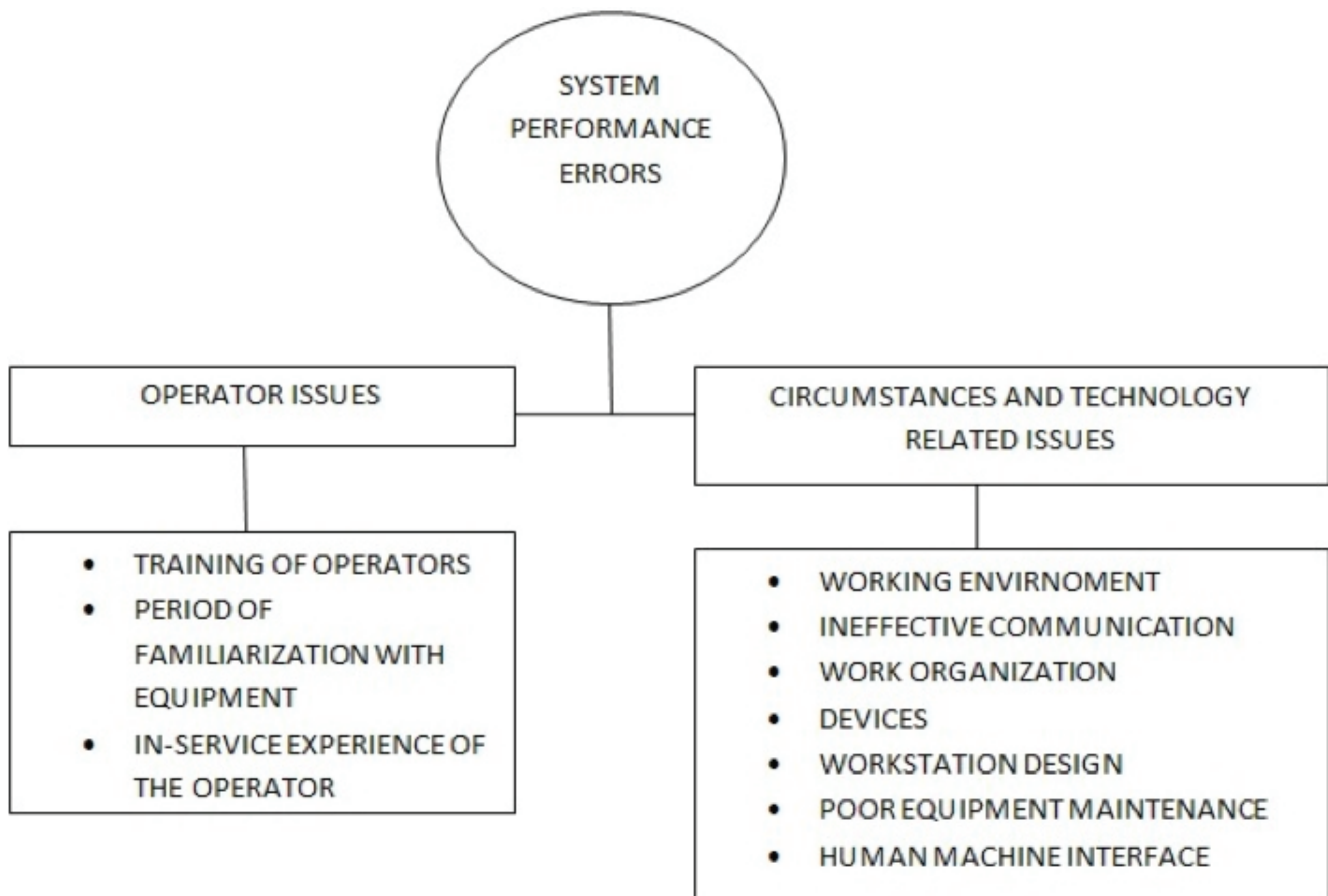 SYSTEM
PERFORMANCE
ERRORS
OPERATOR ISSUES
• TRAINING OF OPERATORS
• PERIOD OF
FAMILIARIZATION WITH
EQUIPMENT
• IN-SERVICE EXPERIENCE OF
THE OPERATOR
CIRCUMSTANCES AND TECHNOLOGY
RELATED ISSUES
• WORKING ENVIRNOMENT
• INEFFECTIVE COMMUNICATION
• WORK ORGANIZATION
• DEVICES
• WORKSTATION DESIGN
• POOR EQUIPMENT MAINTENANCE
• HUMAN MACHINE INTERFACE